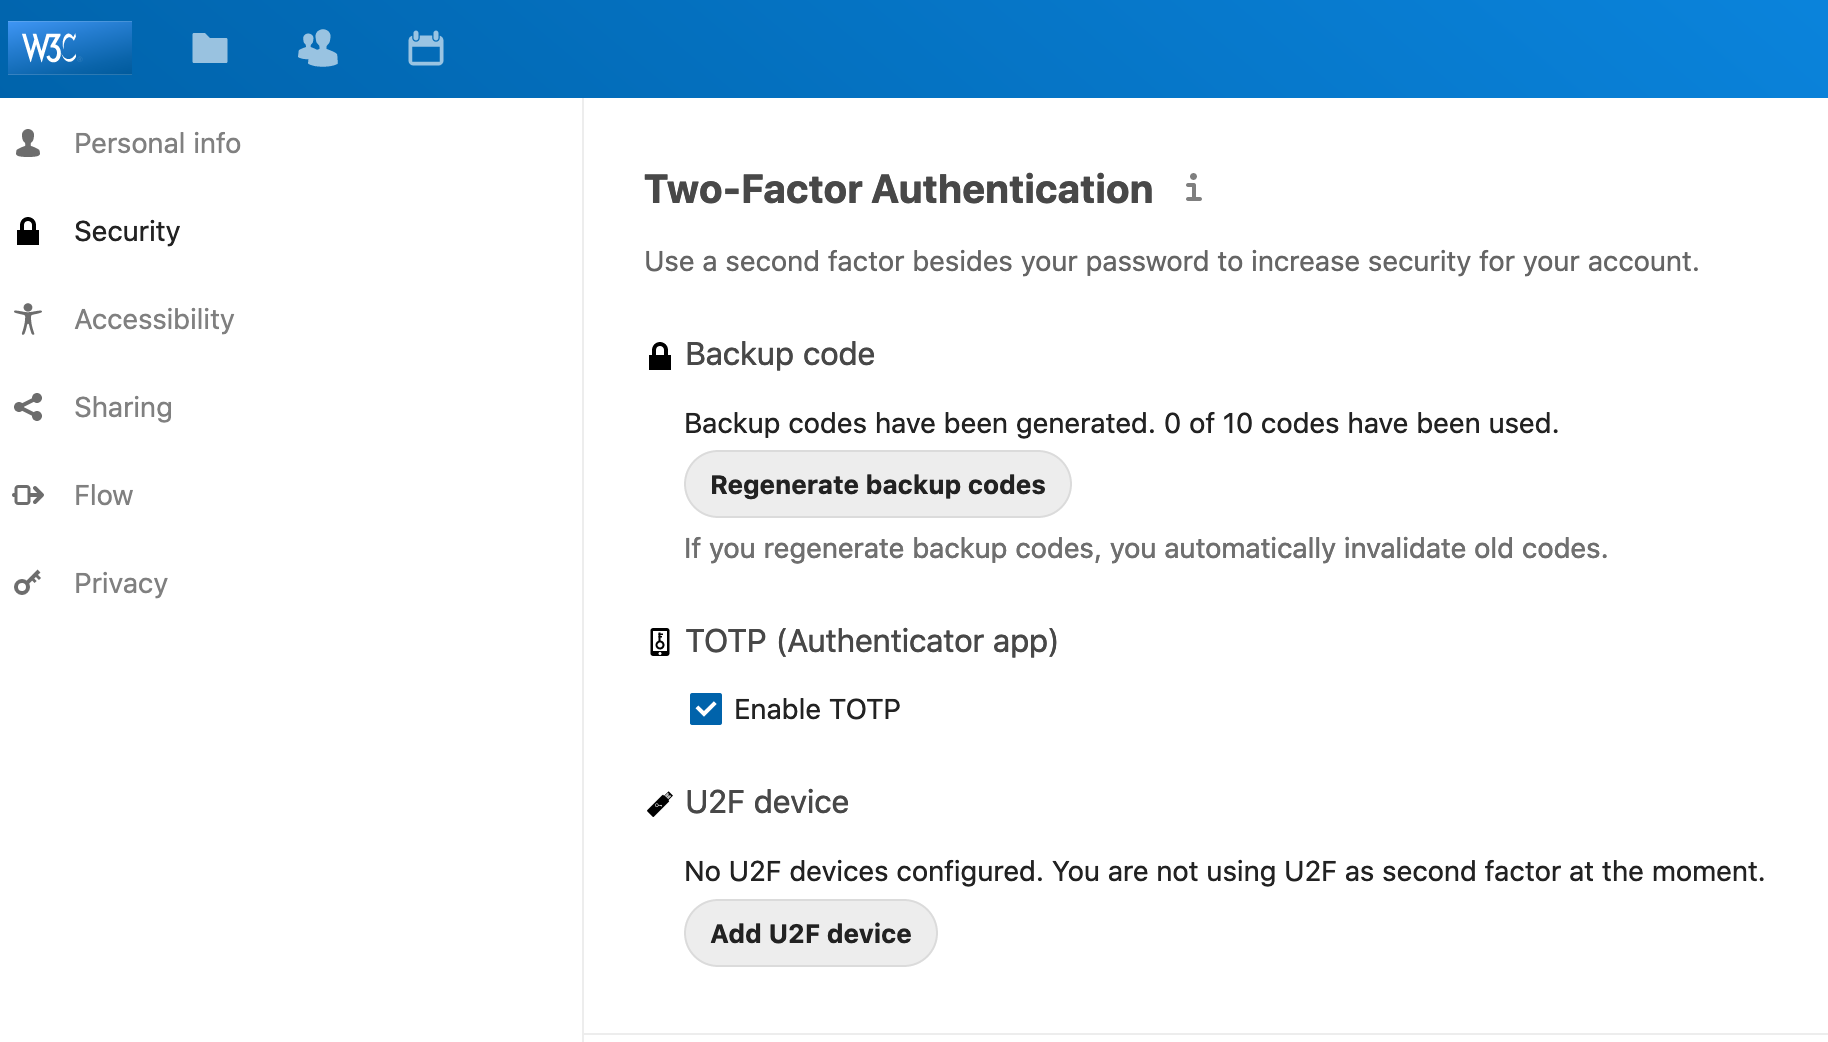 W3C
Personal info
Security
Accessibility
Sharing
Flow
Privacy
Two-Factor Authentication
Use a second factor besides your password to increase security for your account.
Backup code
Backup codes have been generated. 0 of 10 codes have been used.
Regenerate backup codes
If you regenerate backup codes, you automatically invalidate old codes.
TOTP (Authenticator app)
Enable TOTP
U2F device
No U2F devices configured. You are not using U2F as second factor at the moment.
Add U2F device